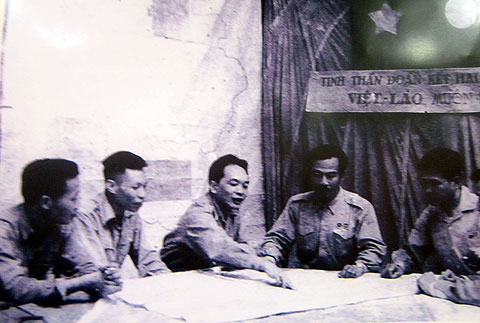 TINH THẦN ĐOÀN KẾT HAI
VIỆT-LÀO MUÔN